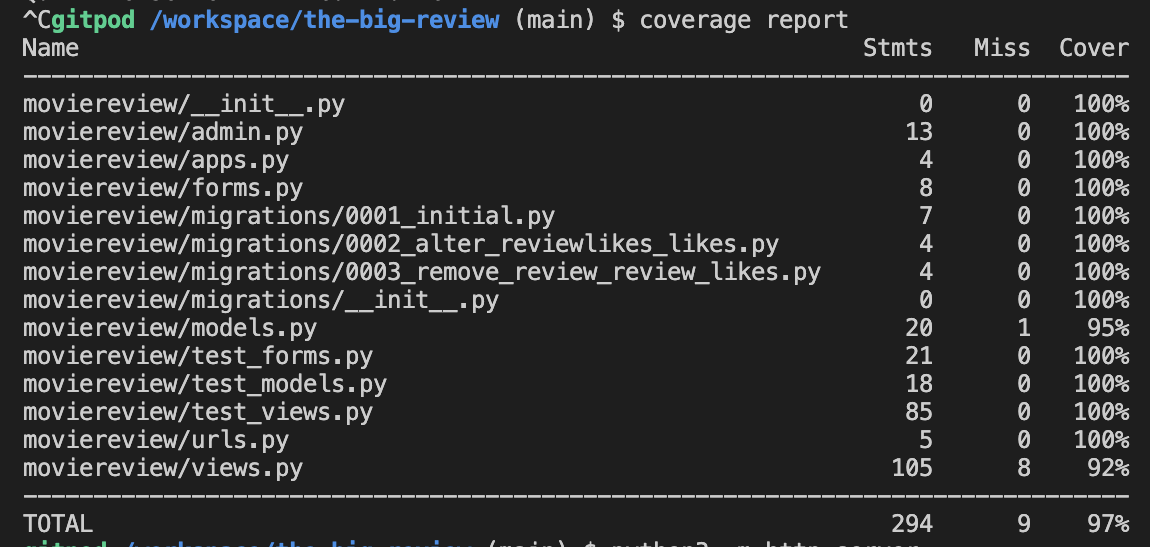 ^Cgitpod /workspace/the-big-review (main) $ coverage report
Name Stmts Miss Cover
moviereview/__init__.py 0 0 100%
moviereview/admin.py 13 0 100%
moviereview/apps.py 4 0 100%
moviereview/forms.py 8 0 100%
moviereview/migrations/0001_initial.py 7 0 100%
moviereview/migrations/0002_alter_reviewlikes_likes.py 4 0 100%
moviereview/migrations/0003_remove_review_review_likes.py 4 0 100%
moviereview/migrations/__init__.py 0 0 100%
moviereview/models.py 20 1 95%
moviereview/test_forms.py 21 0 100%
moviereview/test_models.py 18 0 100%
moviereview/test_views.py 85 0 100%
moviereview/urls.py 5 0 100%
moviereview/views.py 105 8 92%
TOTAL 294 9 97%
gitpod /workspace/the-big-review (main) $ python3 -m http.server